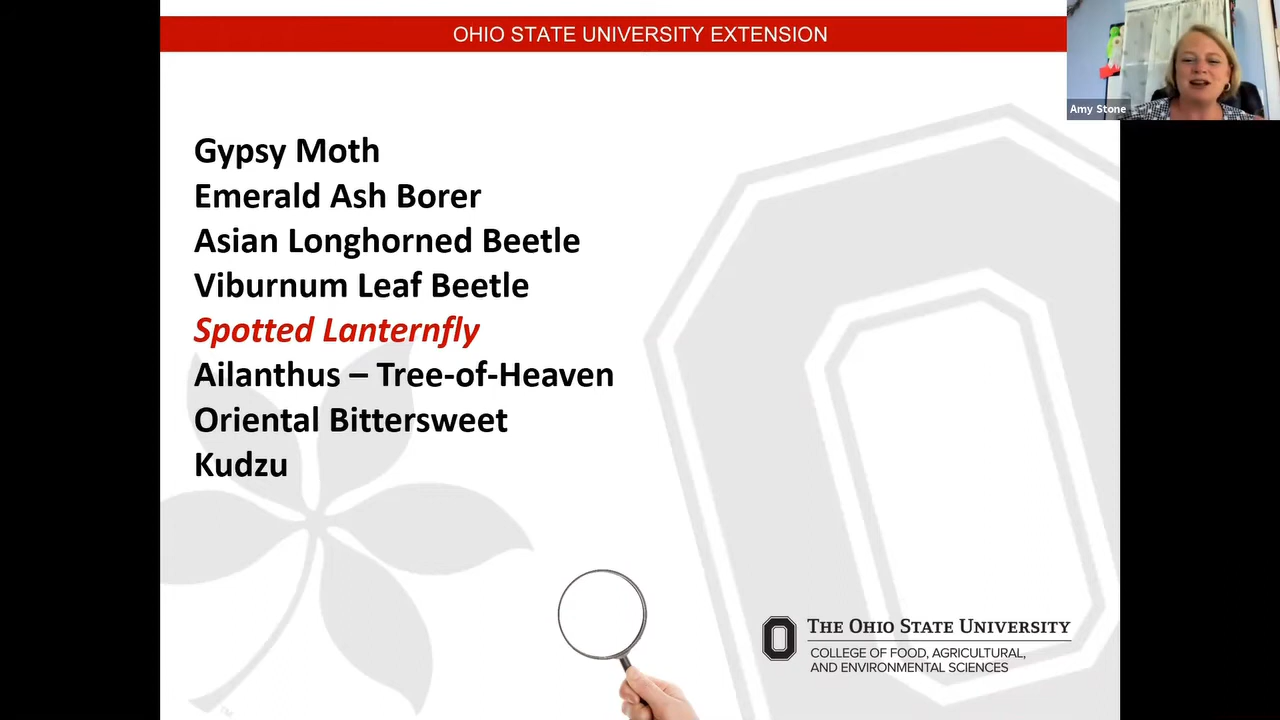 OHIO STATE UNIVERSITY EXTENSION
Amy Stone
Gypsy Moth
Emerald Ash Borer
Asian Longhorned Beetle
Viburnum Leaf Beetle
Spotted Lanternfly
Ailanthus – Tree-of-Heaven
Oriental Bittersweet
Kudzu
THE OHIO STATE UNIVERSITY
COLLEGE OF FOOD, AGRICULTURAL,
AND ENVIRONMENTAL SCIENCES
TM